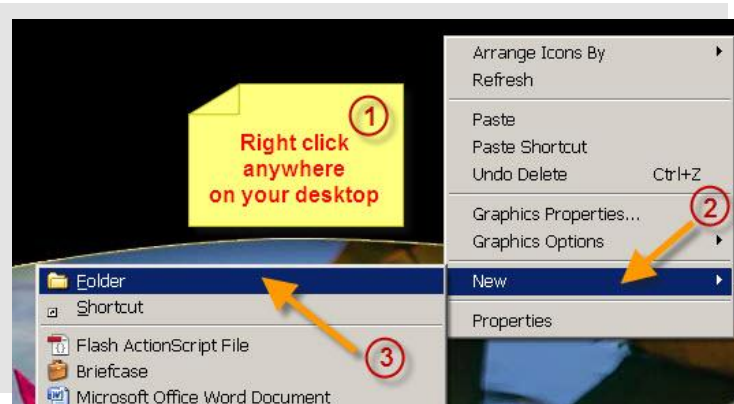 Arrange Icons By
Refresh
Paste
Paste Shortcut
Undo Delete Ctrl+Z
Graphics Properties...
Graphics Options
New
Properties
1
Right click
anywhere
on your desktop
2
Folder
Shortcut
Flash ActionScript File
Briefcase
Microsoft Office Word Document
3